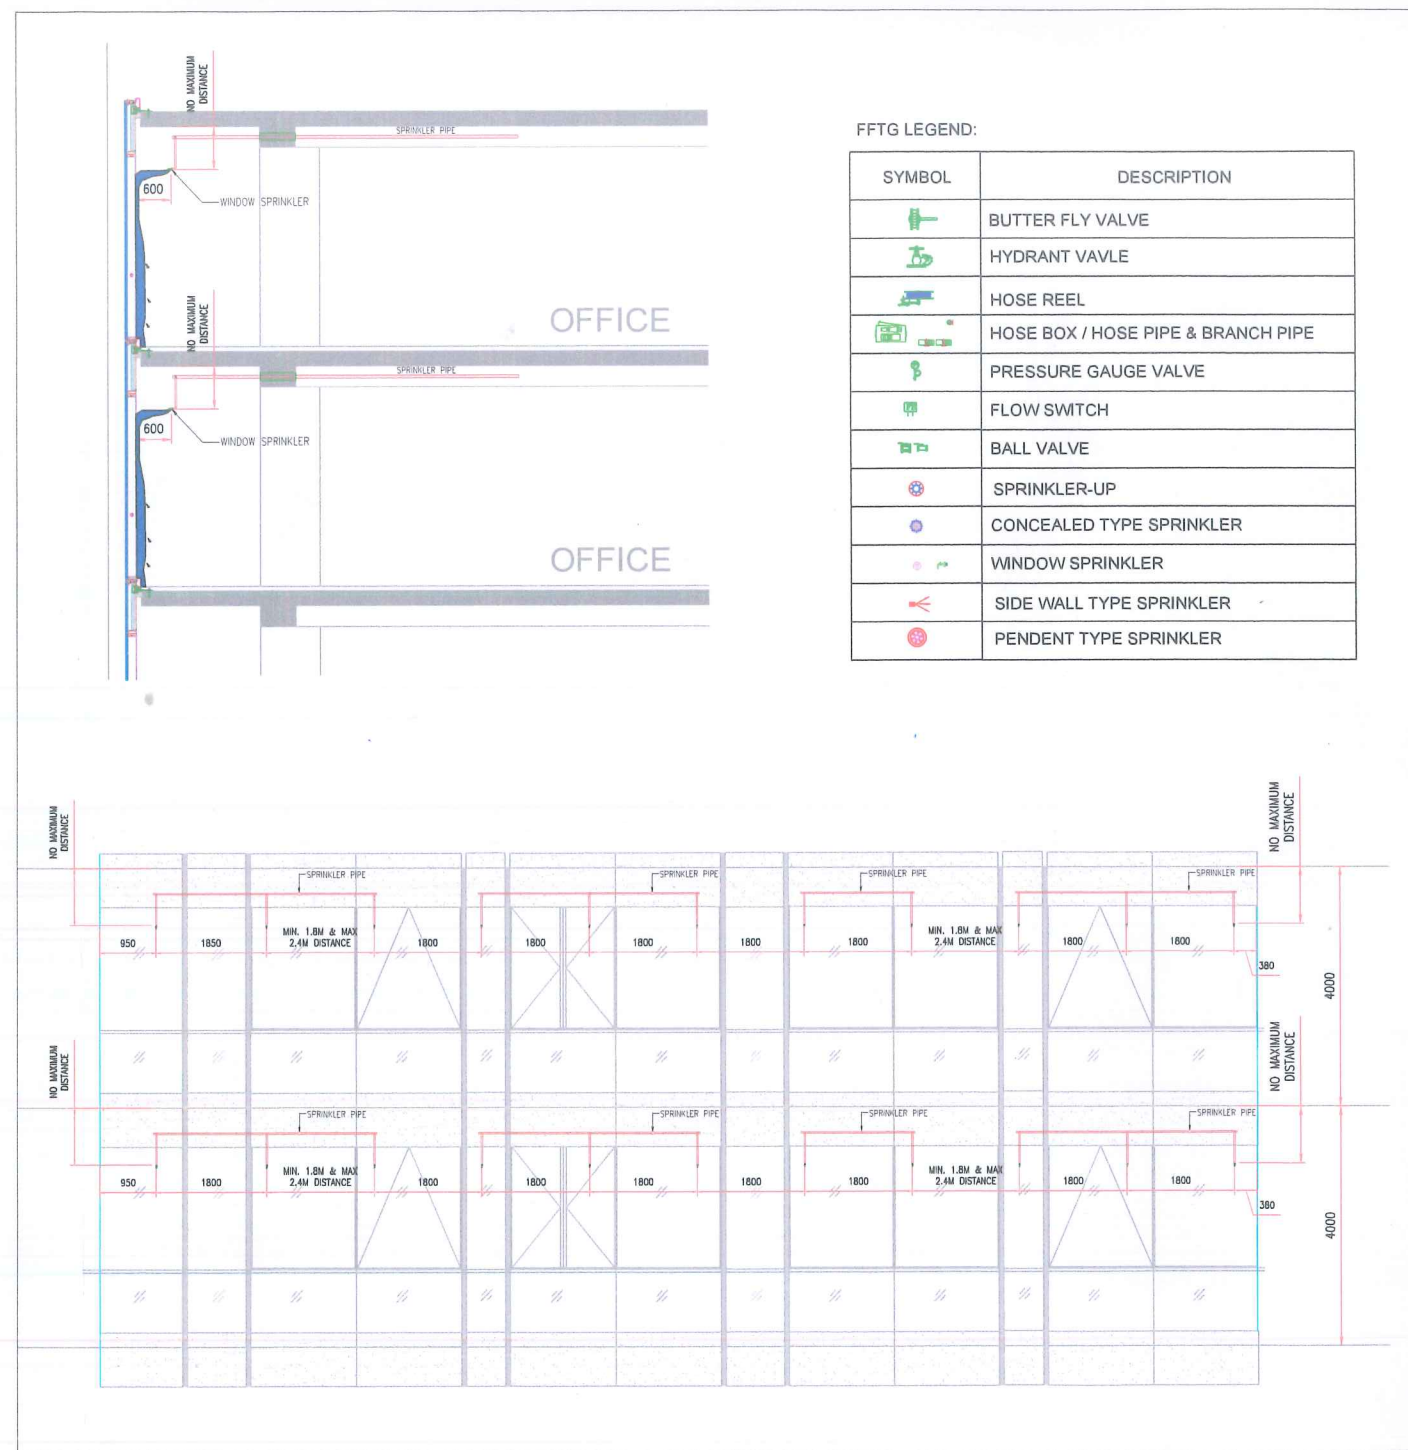 NO MAXIMUM
DISTANCE
SPRINKLER PIPE
600
WINDOW SPRINKLER
OFFICE
NO MAXIMUM
DISTANCE
SPRINKLER PIPE
600
WINDOW SPRINKLER
OFFICE
FFTG LEGEND:
SYMBOL DESCRIPTION
BUTTER FLY VALVE
HYDRANT VAVLE
HOSE REEL
HOSE BOX / HOSE PIPE & BRANCH PIPE
PRESSURE GAUGE VALVE
FLOW SWITCH
BALL VALVE
SPRINKLER-UP
CONCEALED TYPE SPRINKLER
WINDOW SPRINKLER
SIDE WALL TYPE SPRINKLER
PENDENT TYPE SPRINKLER
NO MAXIMUM
DISTANCE
NO MAXIMUM
DISTANCE
SPRINKLER PIPE SPRINKLER PIPE SPRINKLER PIPE SPRINKLER PIPE
MIN. 1.8M & MAX
2.4M DISTANCE
MIN. 1.8M & MAX
2.4M DISTANCE
950 1850 1800 1800 1800 1800 1800 1800 1800
380
4000
NO MAXIMUM
DISTANCE
NO MAXIMUM
DISTANCE
SPRINKLER PIPE SPRINKLER PIPE SPRINKLER PIPE SPRINKLER PIPE
MIN. 1.8M & MAX
2.4M DISTANCE
MIN. 1.8M & MAX
2.4M DISTANCE
950 1800 1800 1800 1800 1800 1800 1800 1800
380
4000